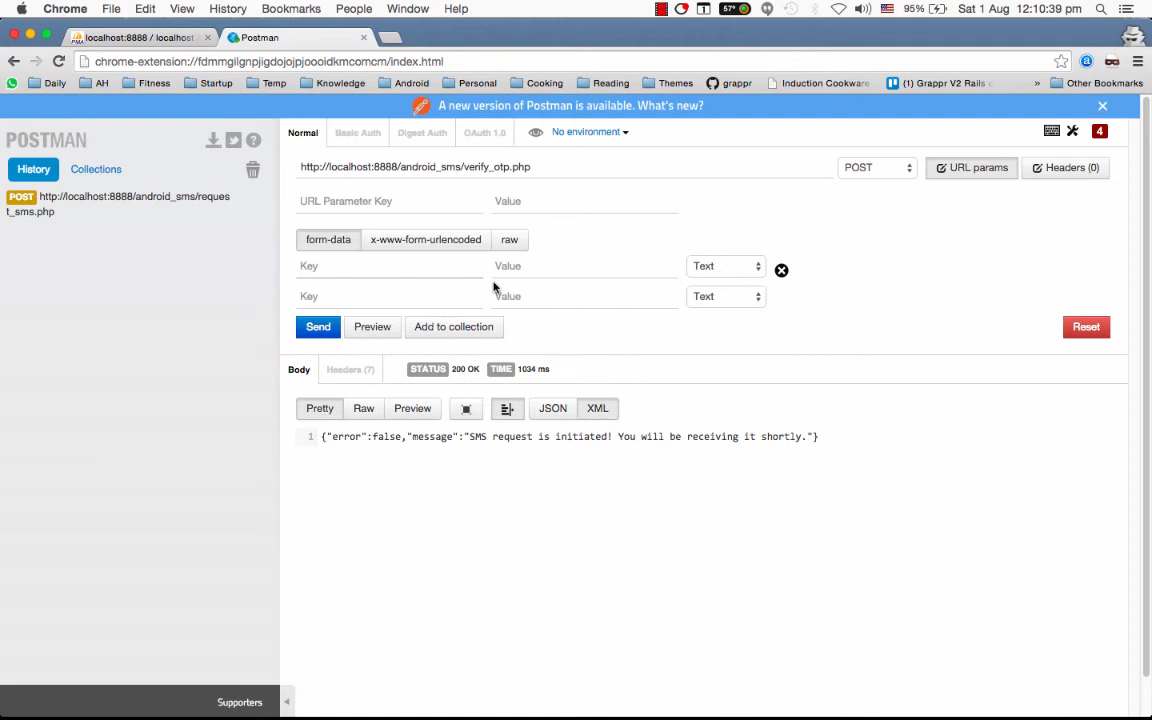 Chrome File Edit View History Bookmarks People Window Help 57° 95% Sat 1 Aug 12:10:39 pm
localhost:8888 / localhost Postman
chrome-extension://fdmmgilgnpjigdojojpjoooidkmcomcm/index.html
Daily AH Fitness Startup Temp Knowledge Android Personal Cooking Reading Themes grappr Induction Cookware (1) Grappr V2 Rails » Other Bookmarks
A new version of Postman is available. What's new?
POSTMAN
Normal Basic Auth Digest Auth OAuth 1.0 No environment 4
History Collections
http://localhost:8888/android_sms/verify_otp.php POST URL params Headers (0)
POST http://localhost:8888/android_sms/reques
t_sms.php
URL Parameter Key Value
form-data x-www-form-urlencoded raw
Key Value Text
Key Value Text
Send Preview Add to collection Reset
Body Headers (7) STATUS 200 OK TIME 1034 ms
Pretty Raw Preview JSON XML
1 {"error":false,"message":"SMS request is initiated! You will be receiving it shortly."}
Supporters